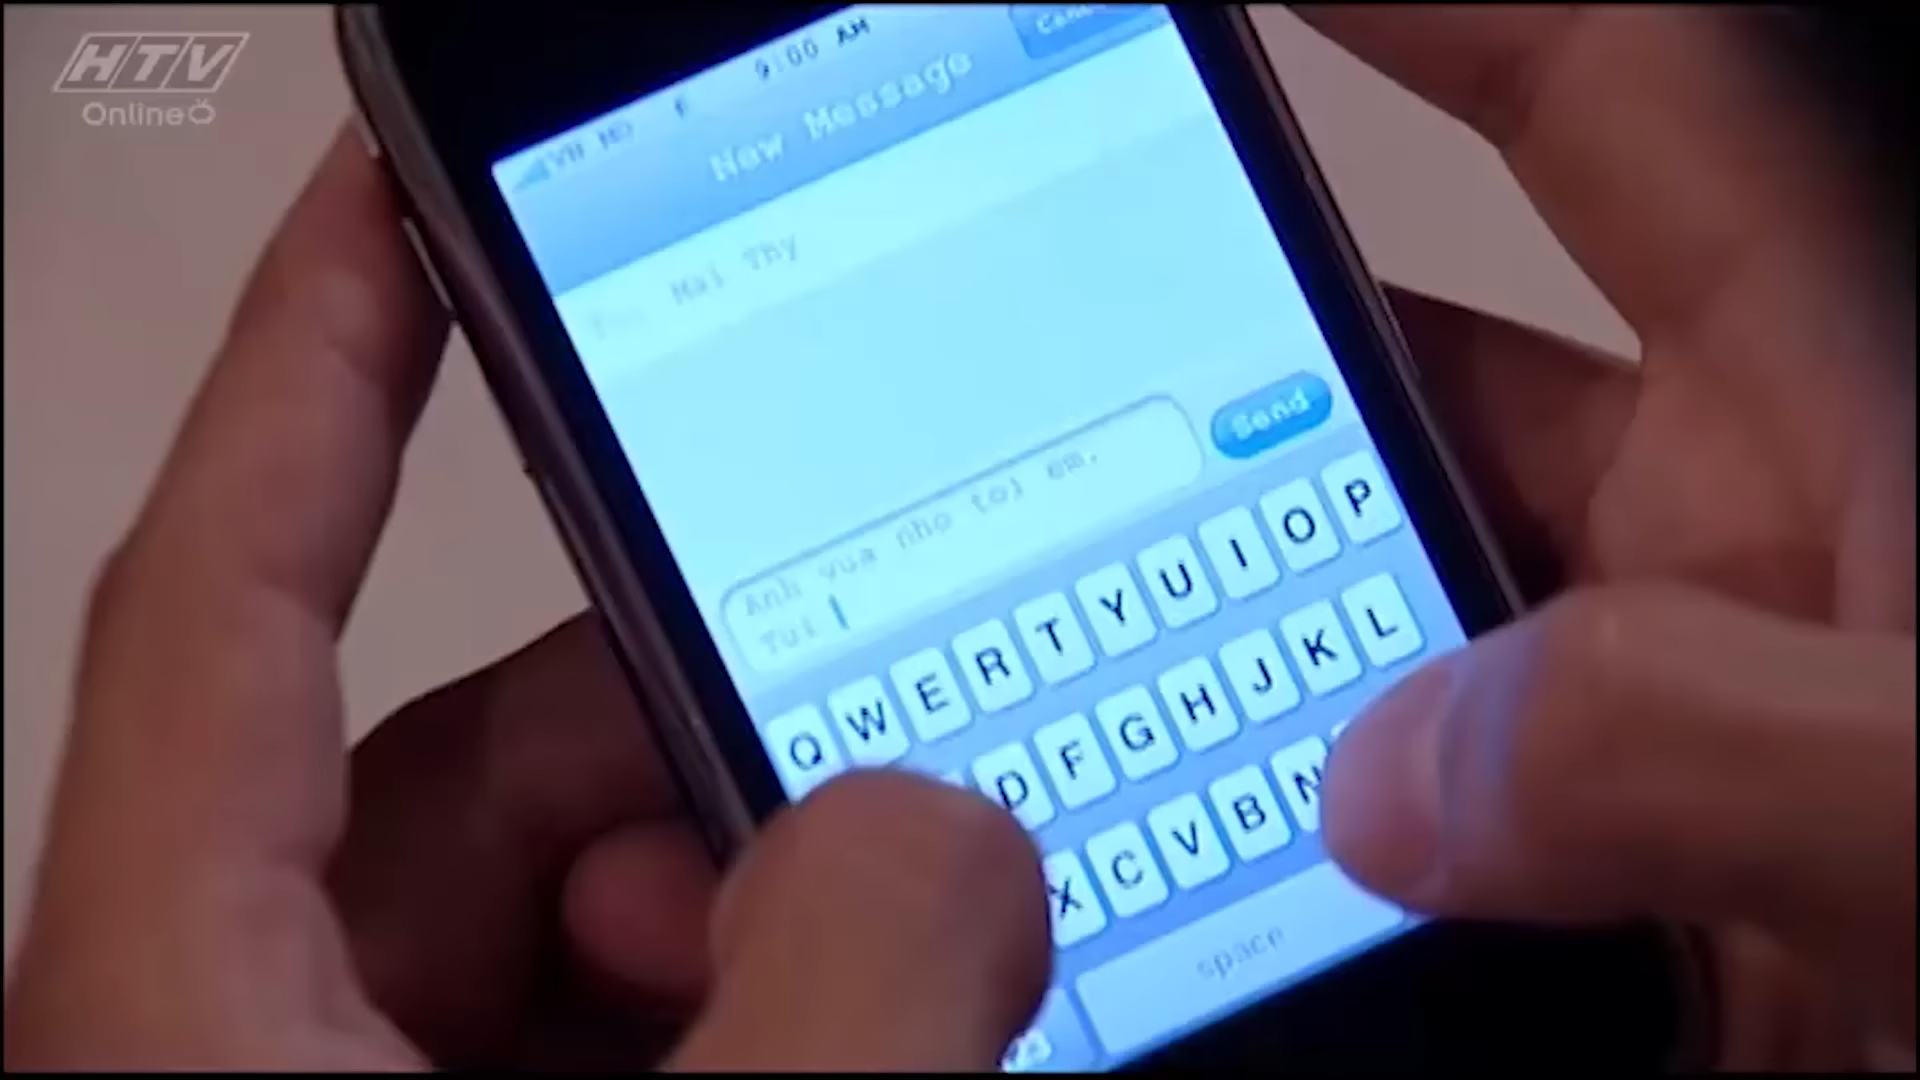 HTV
Online
9:00 AM
New Message
Mai Thy
Send
Anh vua nho toi em.
Tui
Q W E R T Y U I O P
D F G H J K L
X C V B N
space